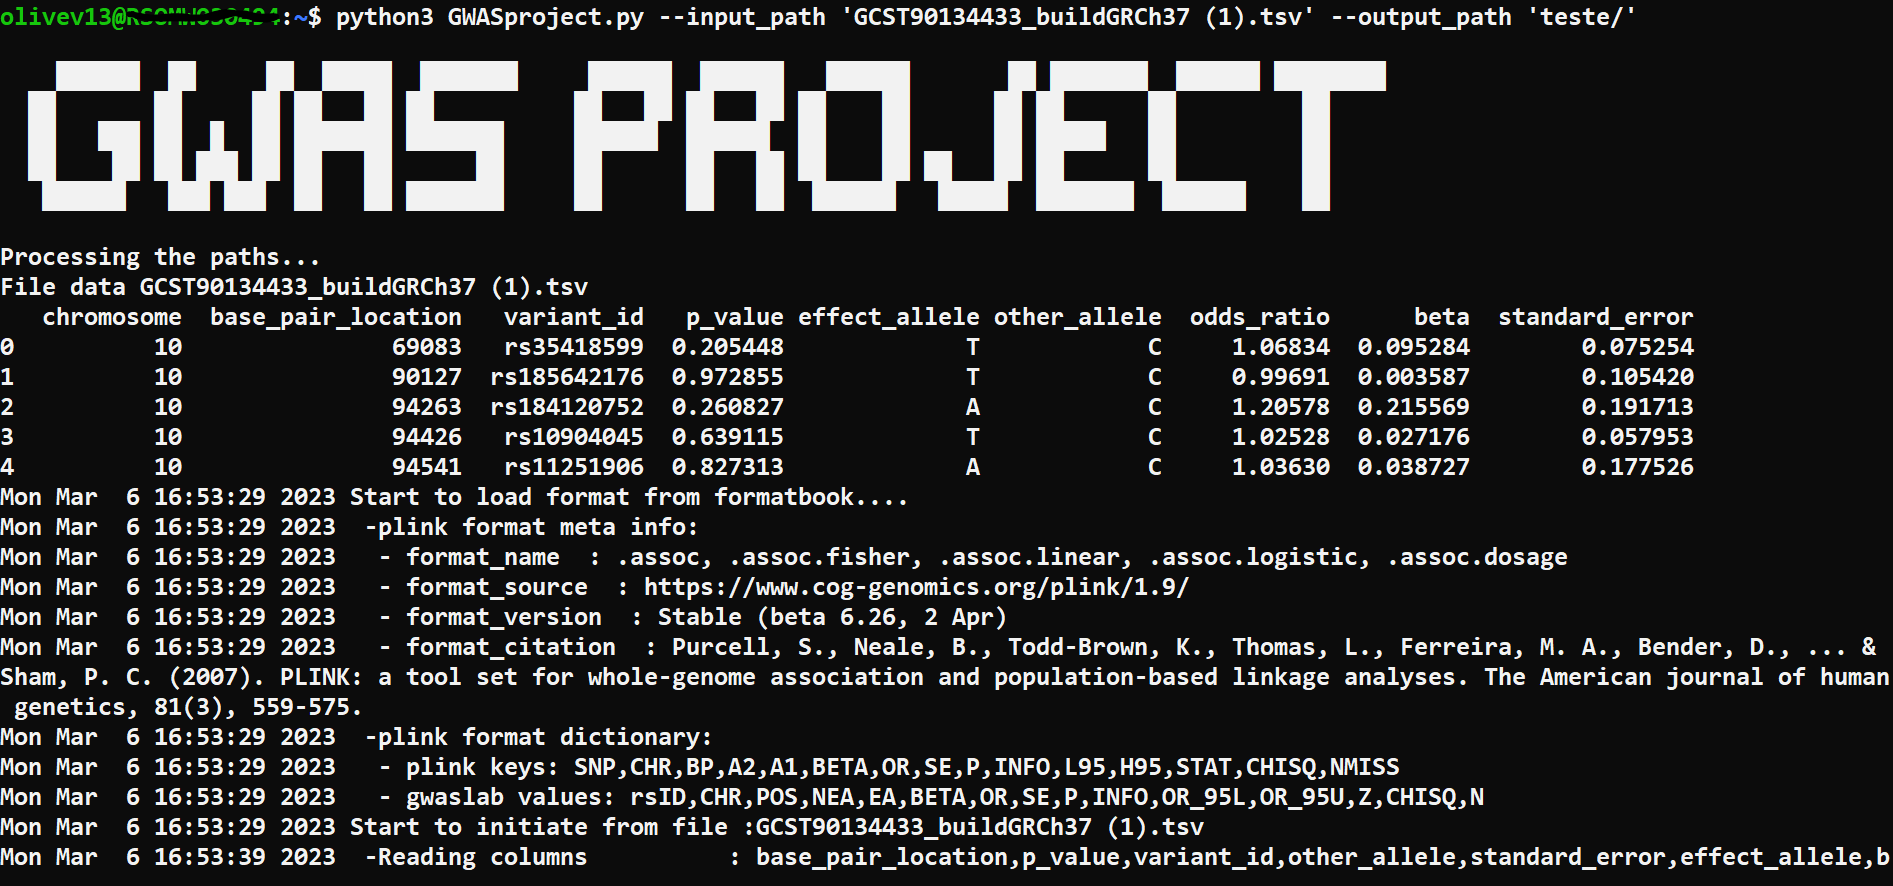 olivev13@:~$ python3 GWASproject.py --input_path 'GCST90134433_buildGRCh37 (1).tsv' --output_path 'teste/'
GWAS PROJECT
Processing the paths...
File data GCST90134433_buildGRCh37 (1).tsv
chromosome base_pair_location variant_id p_value effect_allele other_allele odds_ratio beta standard_error
0 10 69083 rs35418599 0.205448 T C 1.06834 0.095284 0.075254
1 10 90127 rs185642176 0.972855 T C 0.99691 0.003587 0.105420
2 10 94263 rs184120752 0.260827 A C 1.20578 0.215569 0.191713
3 10 94426 rs10904045 0.639115 T C 1.02528 0.027176 0.057953
4 10 94541 rs11251906 0.827313 A C 1.03630 0.038727 0.177526
Mon Mar  6 16:53:29 2023 Start to load format from formatbook....
Mon Mar  6 16:53:29 2023  -plink format meta info:
Mon Mar  6 16:53:29 2023   - format_name  : .assoc, .assoc.fisher, .assoc.linear, .assoc.logistic, .assoc.dosage
Mon Mar  6 16:53:29 2023   - format_source  : https://www.cog-genomics.org/plink/1.9/
Mon Mar  6 16:53:29 2023   - format_version  : Stable (beta 6.26, 2 Apr)
Mon Mar  6 16:53:29 2023   - format_citation  : Purcell, S., Neale, B., Todd-Brown, K., Thomas, L., Ferreira, M. A., Bender, D., ... &
Sham, P. C. (2007). PLINK: a tool set for whole-genome association and population-based linkage analyses. The American journal of human
genetics, 81(3), 559-575.
Mon Mar  6 16:53:29 2023  -plink format dictionary:
Mon Mar  6 16:53:29 2023   - plink keys: SNP,CHR,BP,A2,A1,BETA,OR,SE,P,INFO,L95,H95,STAT,CHISQ,NMISS
Mon Mar  6 16:53:29 2023   - gwaslab values: rsID,CHR,POS,NEA,EA,BETA,OR,SE,P,INFO,OR_95L,OR_95U,Z,CHISQ,N
Mon Mar  6 16:53:29 2023 Start to initiate from file :GCST90134433_buildGRCh37 (1).tsv
Mon Mar  6 16:53:39 2023  -Reading columns          : base_pair_location,p_value,variant_id,other_allele,standard_error,effect_allele,b